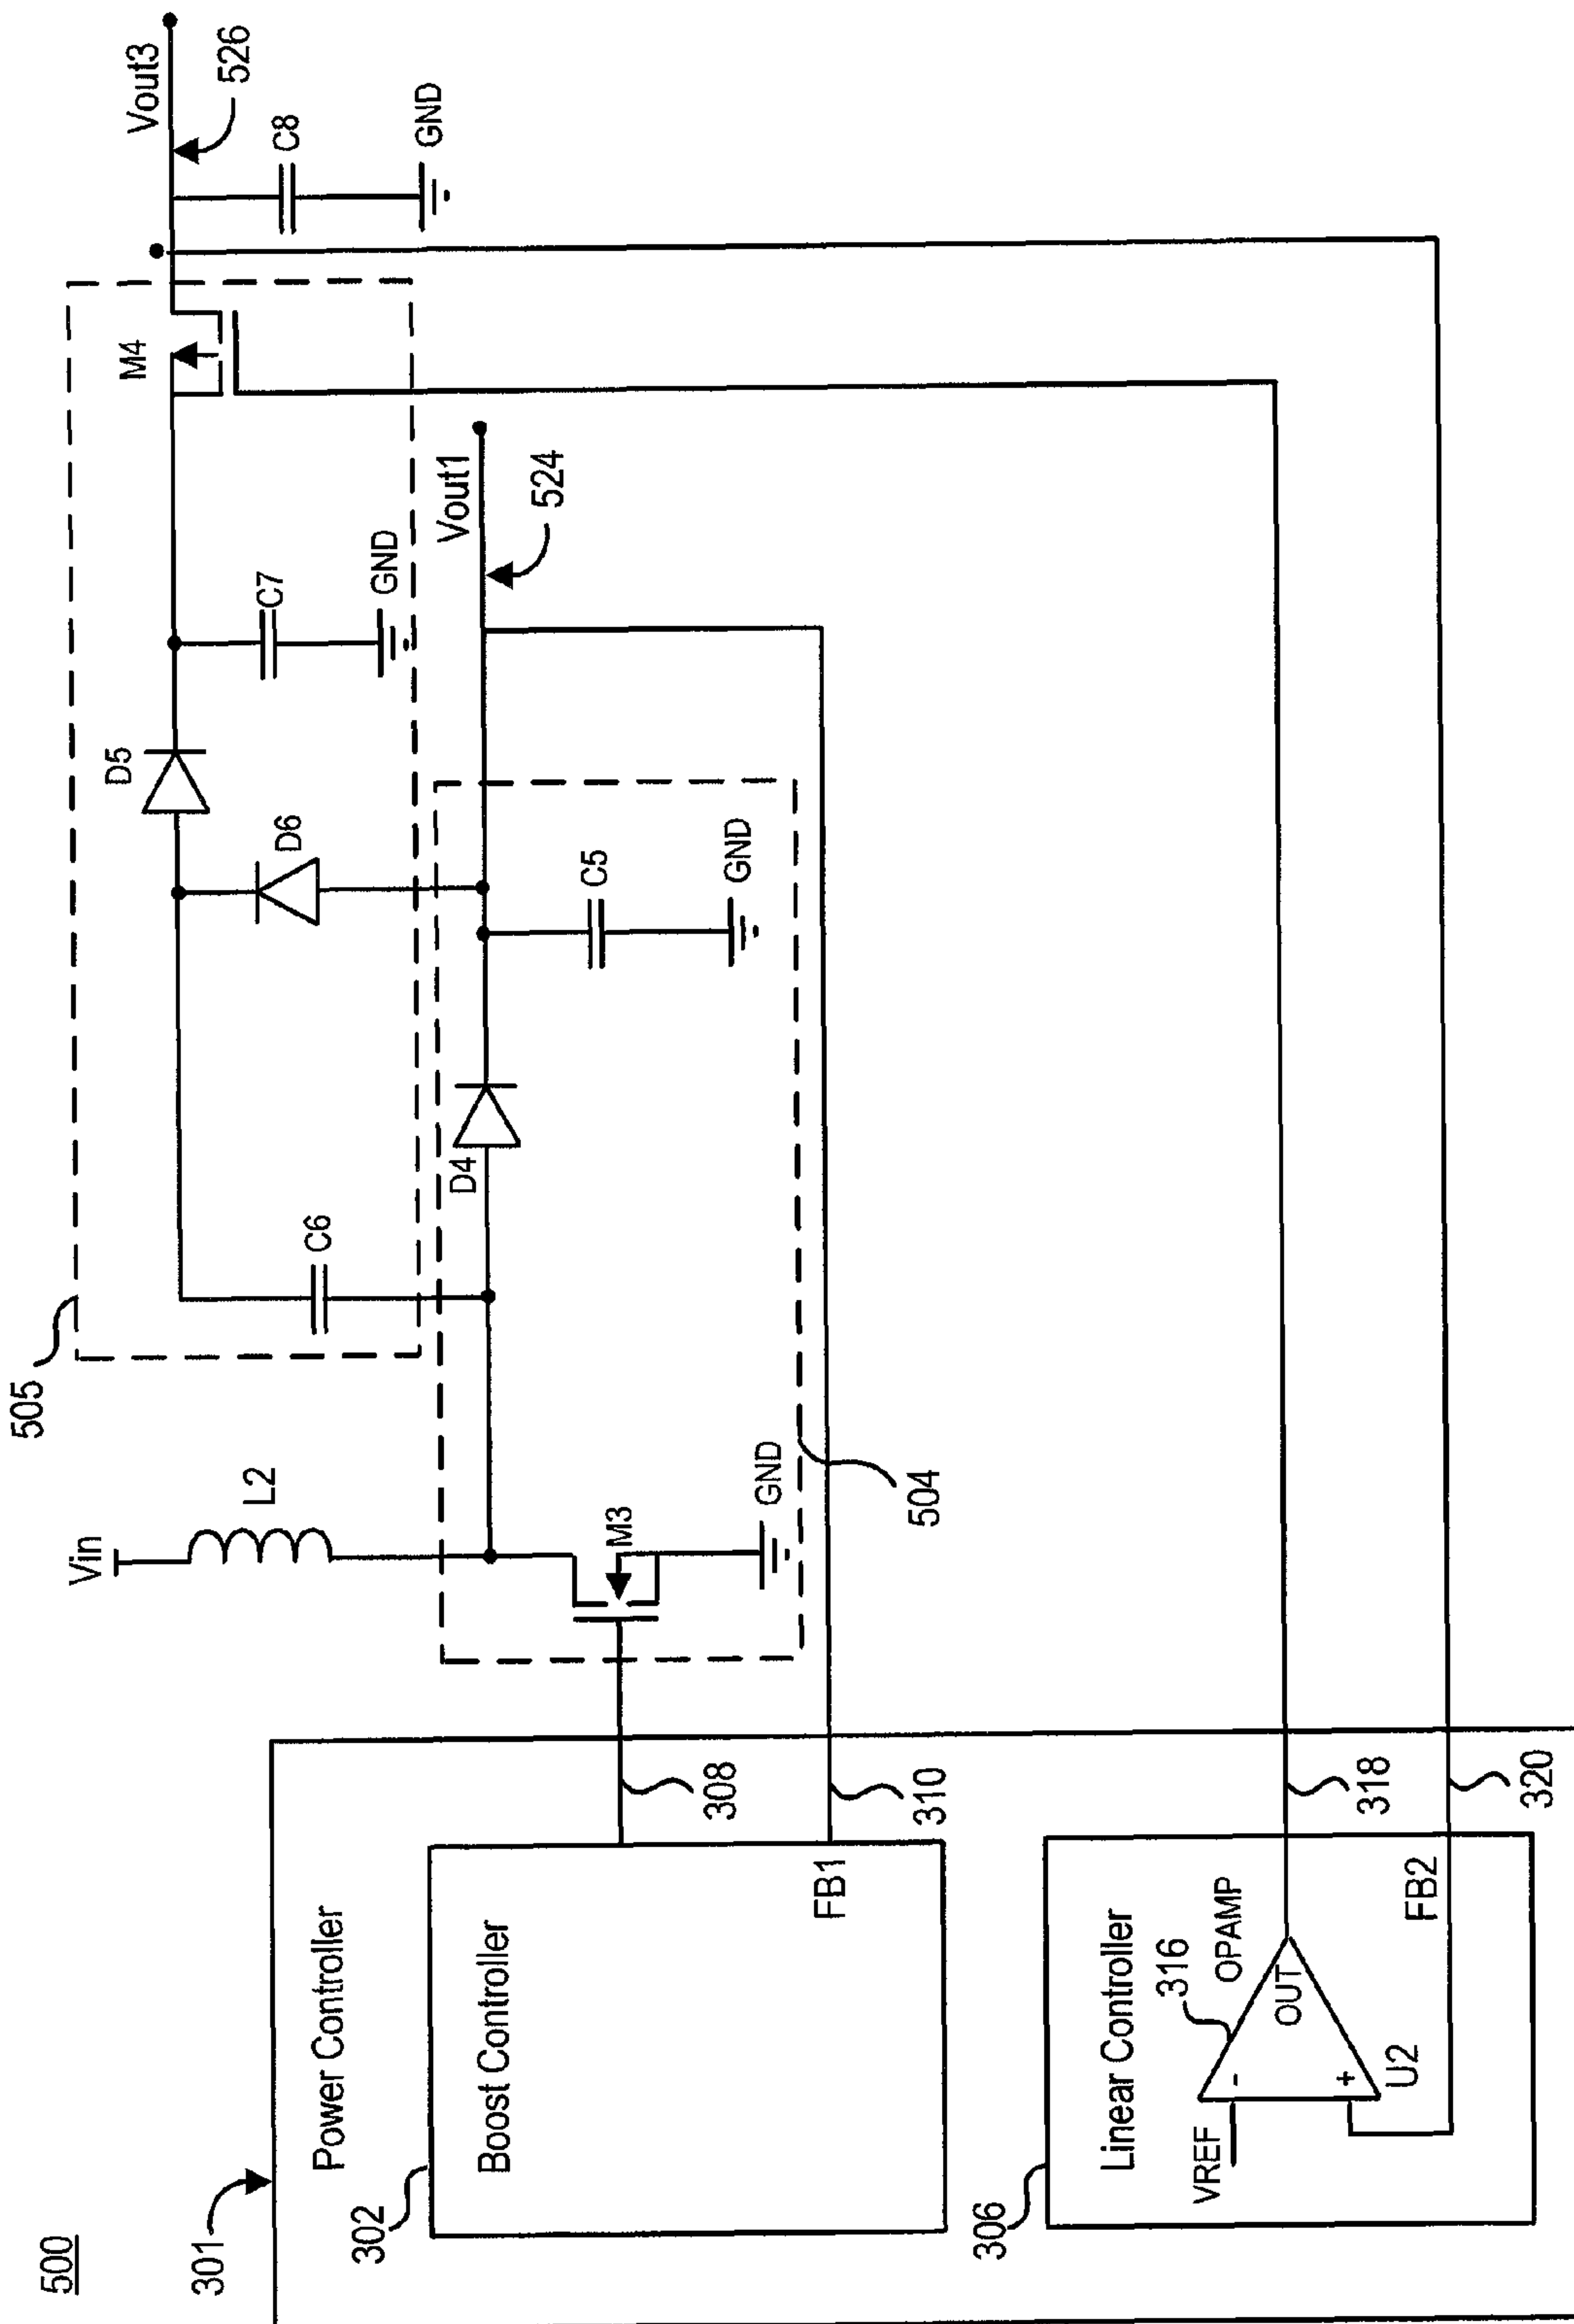 500
505
Vin
L2
M4
Vout3
526
C8
GND
D5
D6
C7
GND
C6
Vout1
524
D4
C5
GND
M3
GND
504
301
Power Controller
302
Boost Controller
308
FB1
310
306
Linear Controller
316
OPAMP
VREF
-
+
OUT
U2
318
FB2
320